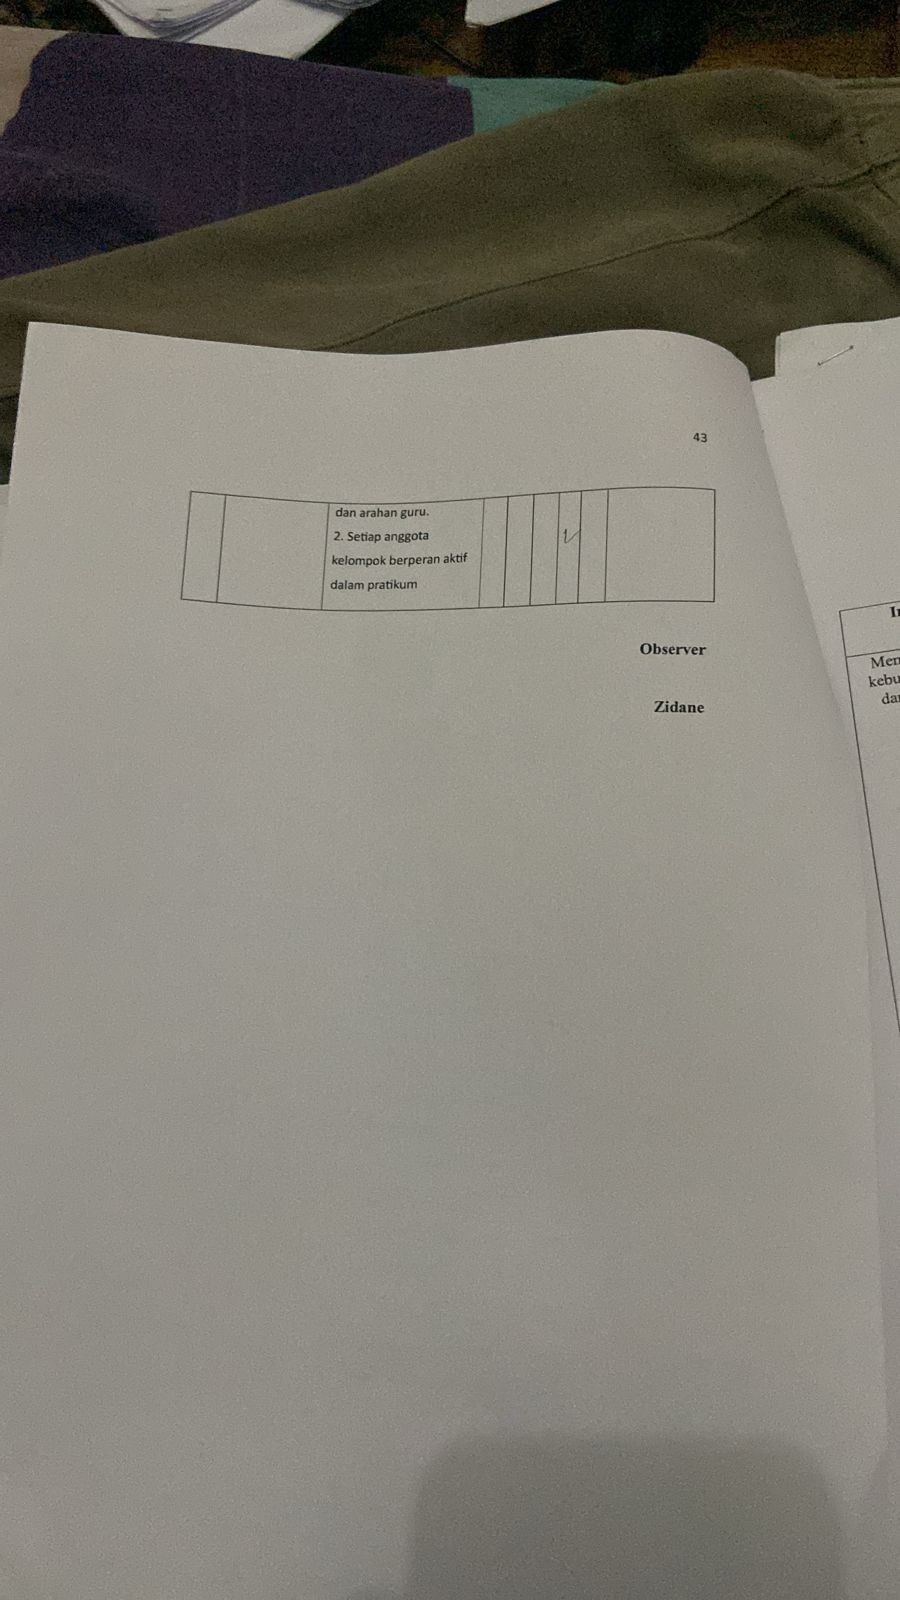 43
dan arahan guru.
2. Setiap anggota
kelompok berperan aktif
dalam pratikum
Observer
Zidane